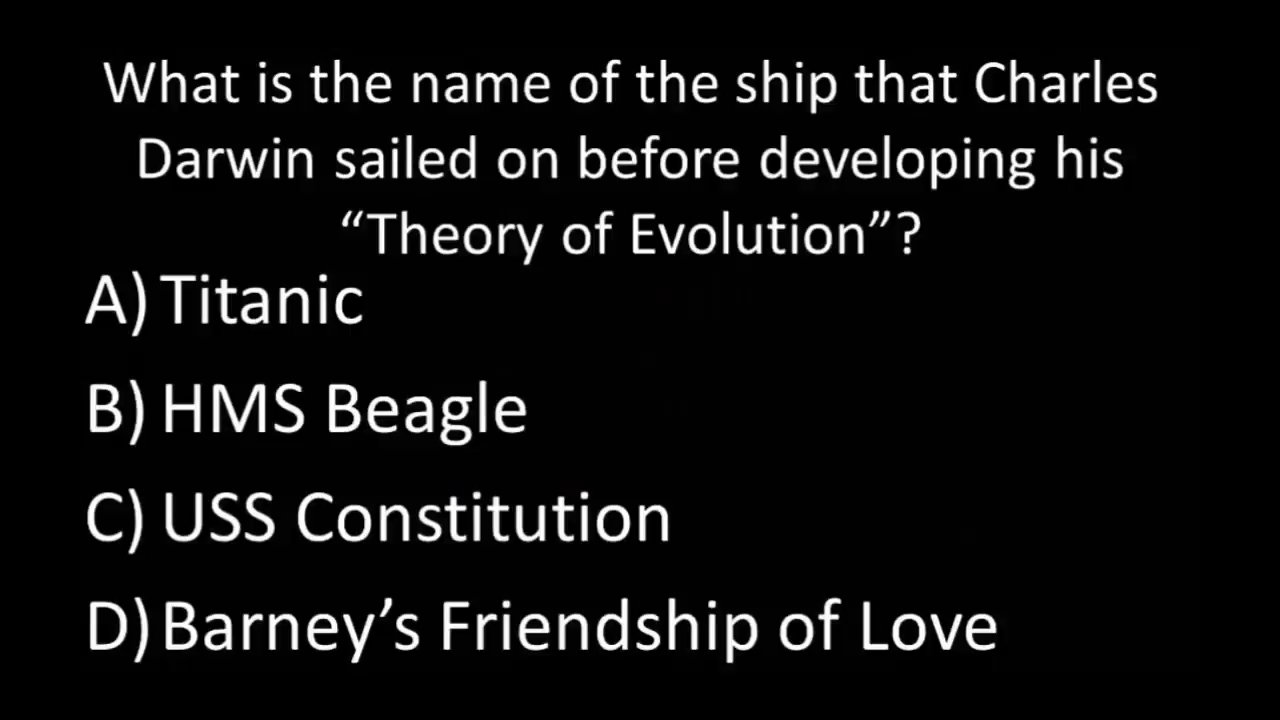 What is the name of the ship that Charles
Darwin sailed on before developing his
“Theory of Evolution”?
A) Titanic
B) HMS Beagle
C) USS Constitution
D) Barney’s Friendship of Love